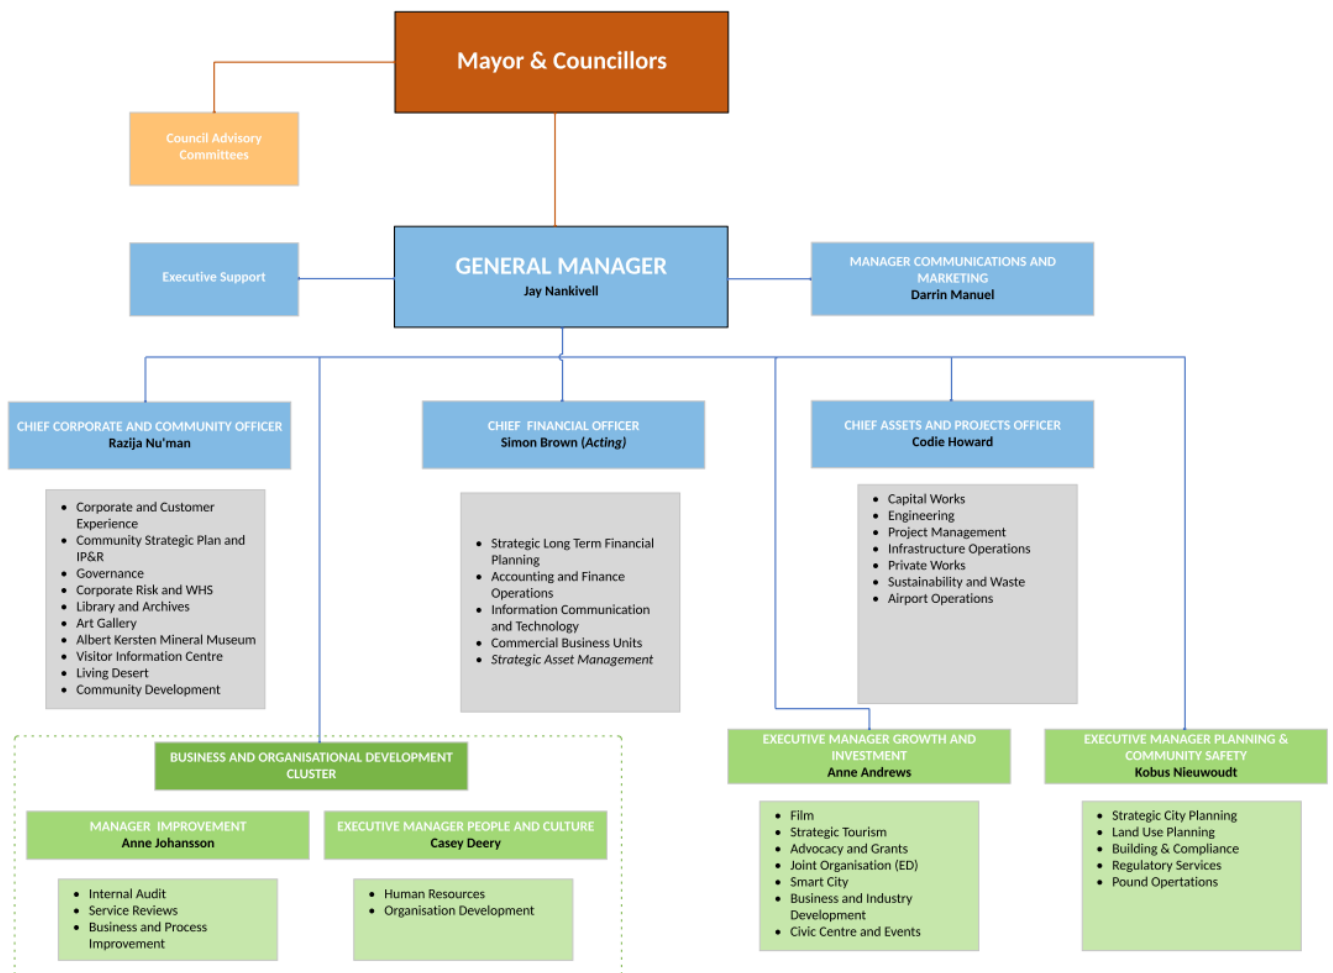 Mayor & Councillors
Council Advisory
Committees
Executive Support
GENERAL MANAGER
Jay Nankivell
MANAGER COMMUNICATIONS AND
MARKETING
Darrin Manuel
CHIEF CORPORATE AND COMMUNITY OFFICER
Razija Nu'man
CHIEF FINANCIAL OFFICER
Simon Brown (Acting)
CHIEF ASSETS AND PROJECTS OFFICER
Codie Howard
• Corporate and Customer
Experience
• Community Strategic Plan and
IP&R
• Governance
• Corporate Risk and WHS
• Library and Archives
• Art Gallery
• Albert Kersten Mineral Museum
• Visitor Information Centre
• Living Desert
• Community Development
• Strategic Long Term Financial
Planning
• Accounting and Finance
Operations
• Information Communication
and Technology
• Commercial Business Units
• Strategic Asset Management
• Capital Works
• Engineering
• Project Management
• Infrastructure Operations
• Private Works
• Sustainability and Waste
• Airport Operations
BUSINESS AND ORGANISATIONAL DEVELOPMENT
CLUSTER
MANAGER IMPROVEMENT
Anne Johansson
• Internal Audit
• Service Reviews
• Business and Process
Improvement
EXECUTIVE MANAGER PEOPLE AND CULTURE
Casey Deery
• Human Resources
• Organisation Development
EXECUTIVE MANAGER GROWTH AND
INVESTMENT
Anne Andrews
• Film
• Strategic Tourism
• Advocacy and Grants
• Joint Organisation (ED)
• Smart City
• Business and Industry
Development
• Civic Centre and Events
EXECUTIVE MANAGER PLANNING &
COMMUNITY SAFETY
Kobus Nieuwoudt
• Strategic City Planning
• Land Use Planning
• Building & Compliance
• Regulatory Services
• Pound Opertations